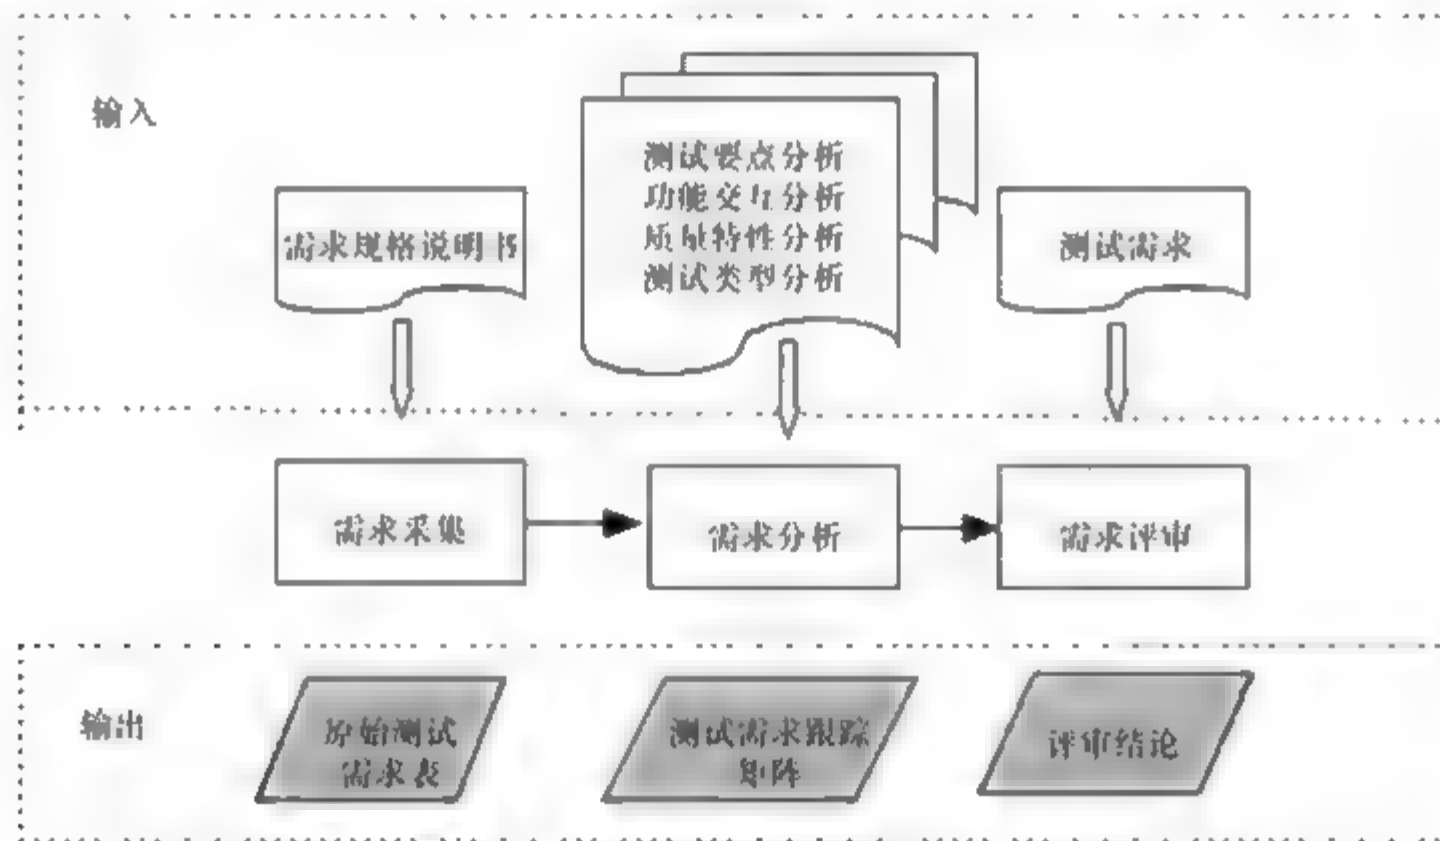 输入
测试要点分析
功能交互分析
质量特性分析
测试类型分析
需求规格说明书
测试需求
需求采集
需求分析
需求评审
输出
原始测试
需求表
测试需求跟踪
矩阵
评审结论